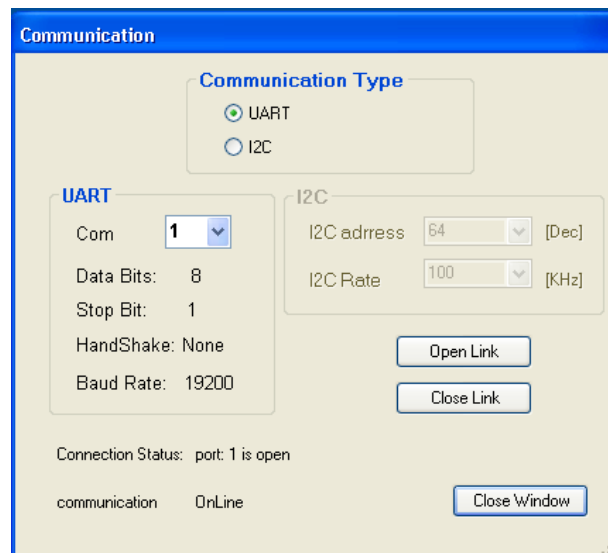 Communication
Communication Type
UART
I2C
UART
Com 1
Data Bits: 8
Stop Bit: 1
HandShake: None
Baud Rate: 19200
I2C
I2C adrress 64 [Dec]
I2C Rate 100 [KHz]
Open Link
Close Link
Connection Status: port: 1 is open
communication OnLine
Close Window